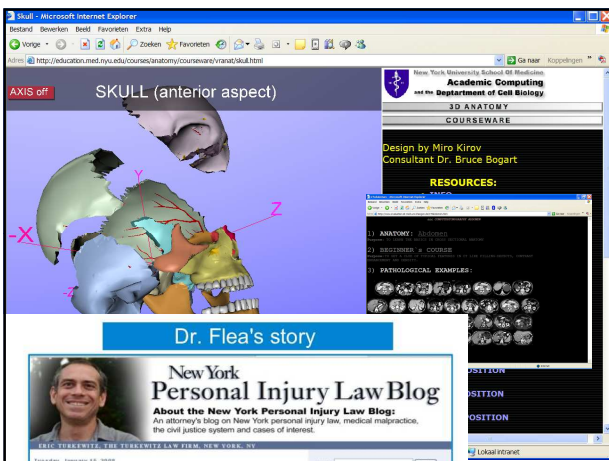 Skull - Microsoft Internet Explorer
Bestand Bewerken Beeld Favorieten Extra Help
Vorige Zoeken Favorieten
Adres http://education.med.nyu.edu/courses/anatomy/courseware/vranat/skull.html Ga naar Koppelingen
AXIS off
SKULL (anterior aspect)
Y
Z
-X
New York University School Of Medicine
Academic Computing
and the Deptartment of Cell Biology
3D ANATOMY
COURSEWARE
Design by Miro Kirov
Consultant Dr. Bruce Bogart
RESOURCES:
1) ANATOMY: Abdomen
2) BEGINNER'S COURSE
3) PATHOLOGICAL EXAMPLES:
OSITION
OSITION
POSITION
Lokaal intranet
Dr. Flea's story
New York
Personal Injury Law Blog
About the New York Personal Injury Law Blog:
An attorney's blog on New York personal injury law, medical malpractice,
the civil justice system and cases of interest.
ERIC TURKEWITZ, THE TURKEWITZ LAW FIRM, NEW YORK, NY